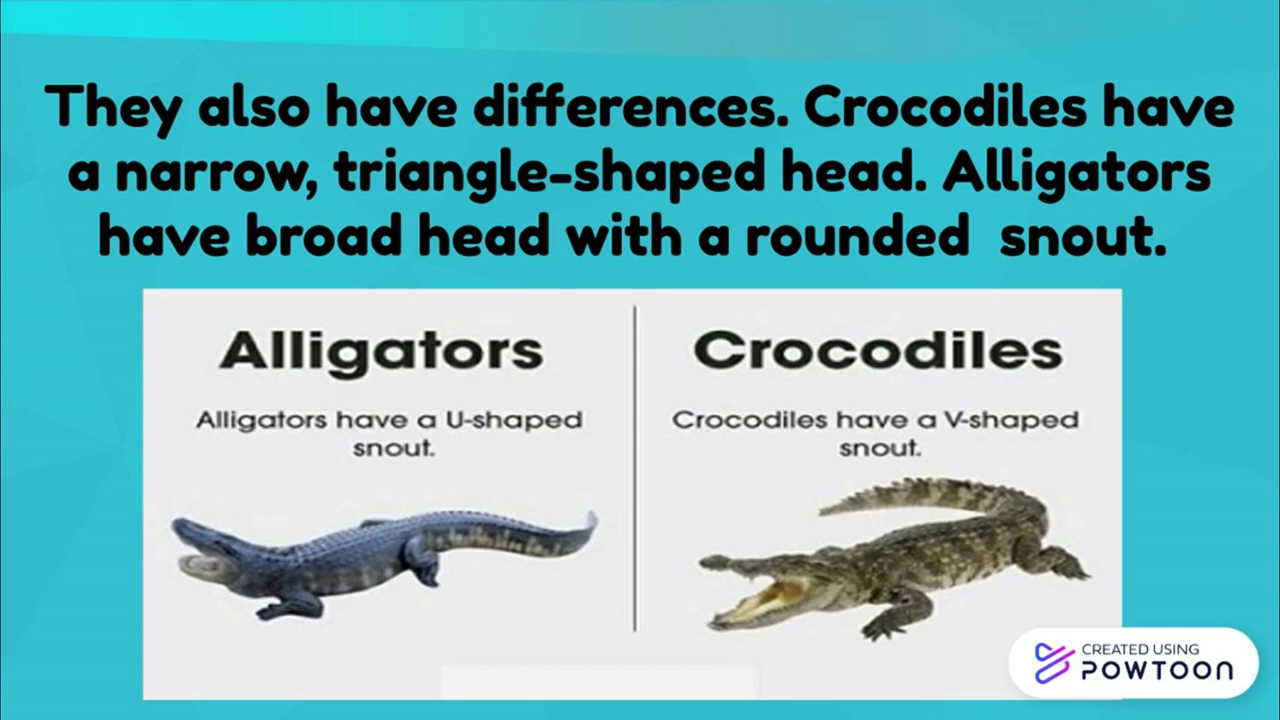 They also have differences. Crocodiles have
a narrow, triangle-shaped head. Alligators
have broad head with a rounded  snout.
Alligators
Alligators have a U-shaped
snout.
Crocodiles
Crocodiles have a V-shaped
snout.
CREATED USING
POWTOON